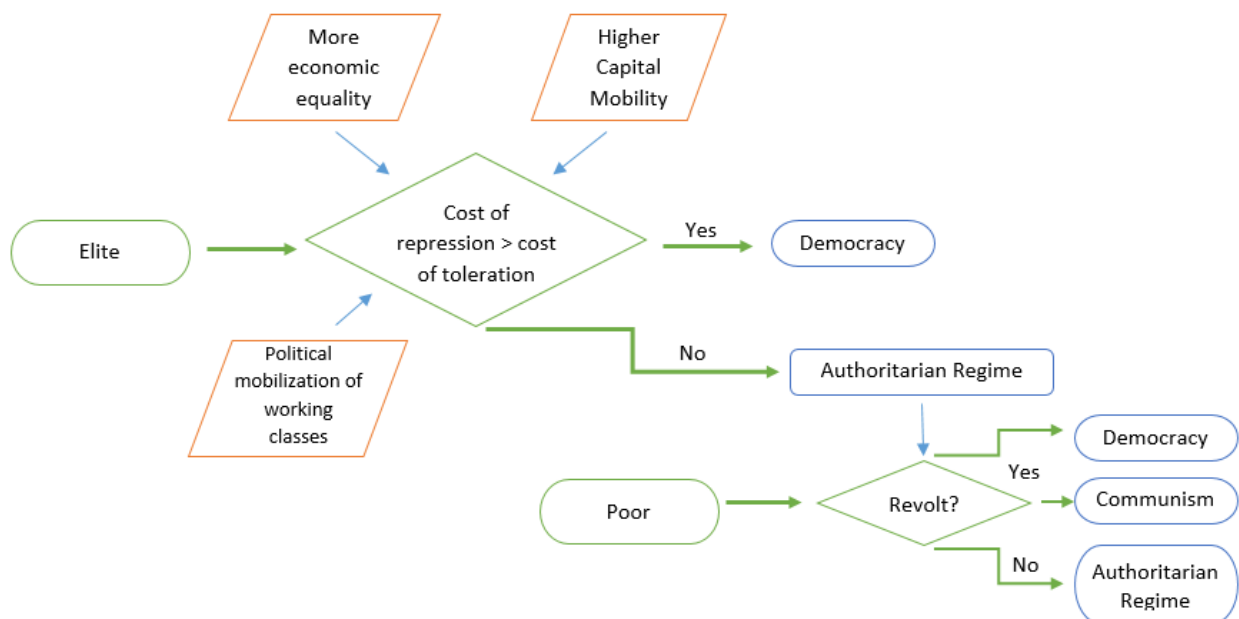 More
economic
equality
Higher
Capital
Mobility
Elite
Cost of
repression > cost
of toleration
Yes
Democracy
Political
mobilization of
working
classes
No
Authoritarian Regime
Poor
Revolt?
Democracy
Yes
Communism
No
Authoritarian
Regime